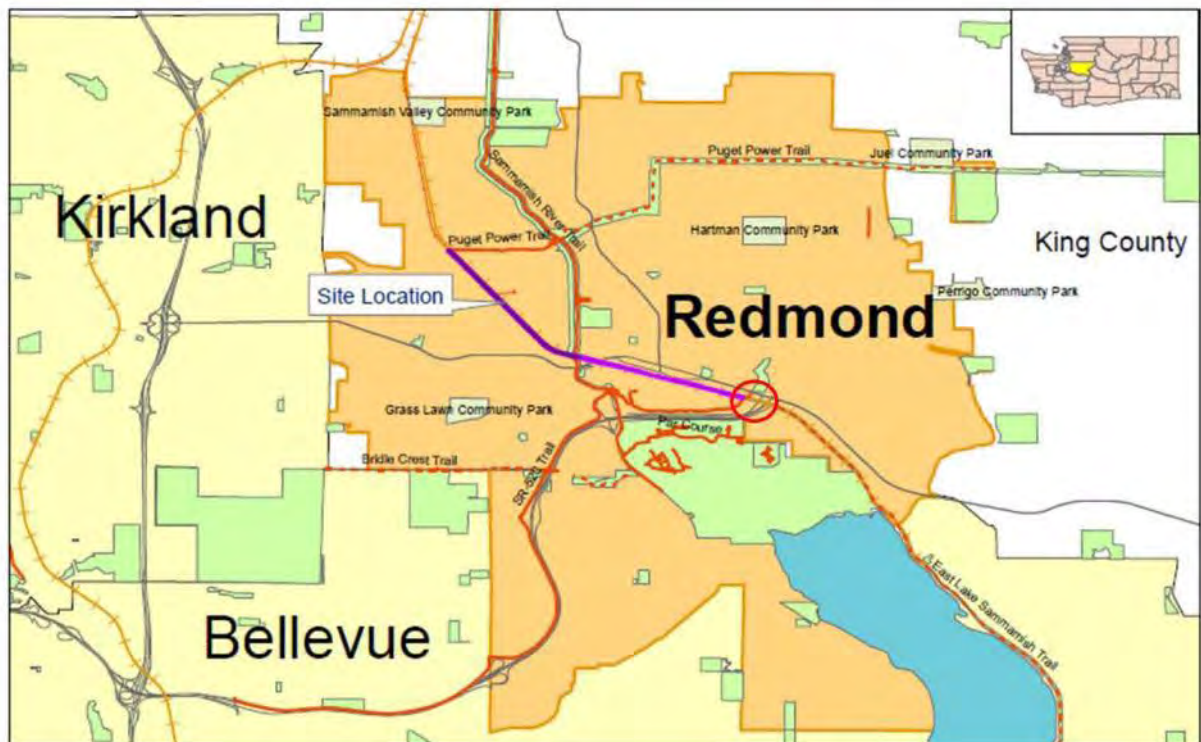 Sammamish Valley Community Park
Puget Power Trail
Juel Community Park
Sammamish River Trail
Kirkland
Puget Power Trail
Hartman Community Park
King County
Site Location
Perrigo Community Park
Redmond
Grass Lawn Community Park
Par Course
Bridle Crest Trail
SR-520 Trail
East Lake Sammamish Trail
Bellevue